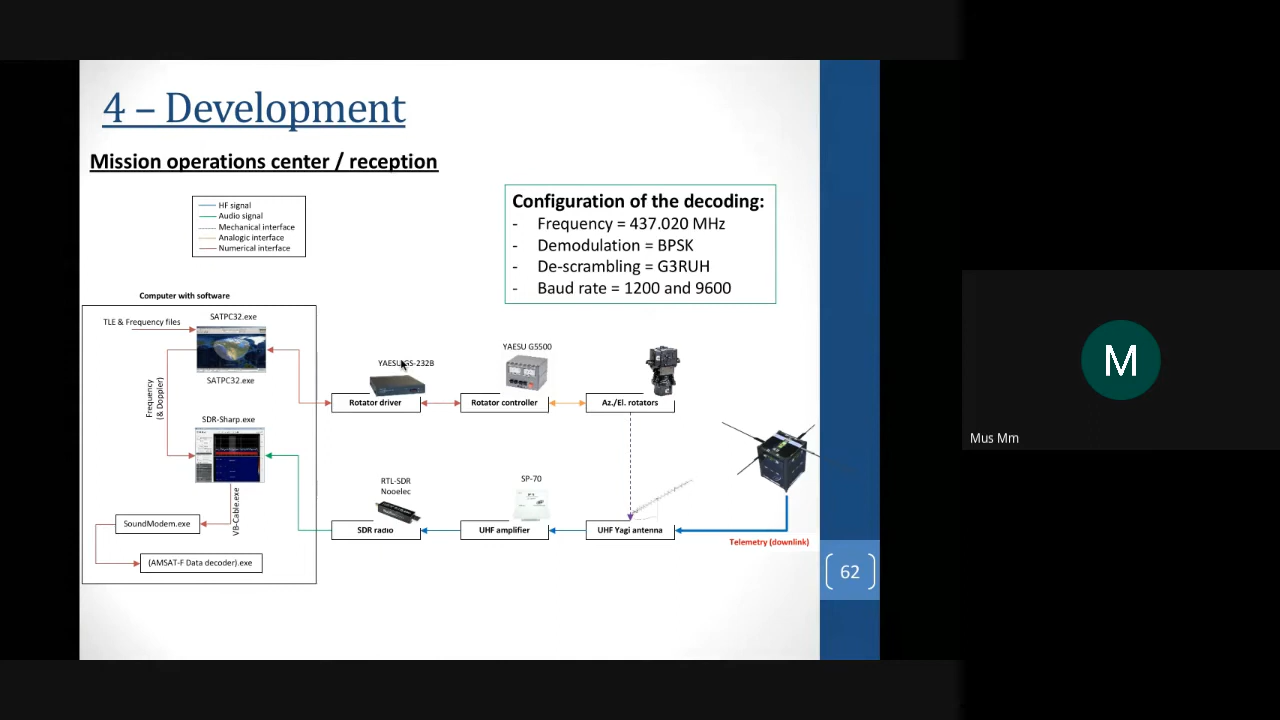 4 – Development
Mission operations center / reception
HF signal
Audio signal
Mechanical interface
Analogic interface
Numerical interface
Configuration of the decoding:
- Frequency = 437.020 MHz
- Demodulation = BPSK
- De-scrambling = G3RUH
- Baud rate = 1200 and 9600
Computer with software
TLE & Frequency files
SATPC32.exe
SATPC32.exe
Frequency
(& Doppler)
SDR-Sharp.exe
VB-Cable.exe
SoundModem.exe
(AMSAT-F Data decoder).exe
YAESU GS-232B
Rotator driver
YAESU G5500
Rotator controller
Az./El. rotators
RTL-SDR
Nooelec
SDR radio
SP-70
UHF amplifier
UHF Yagi antenna
Telemetry (downlink)
62
M
Mus Mm